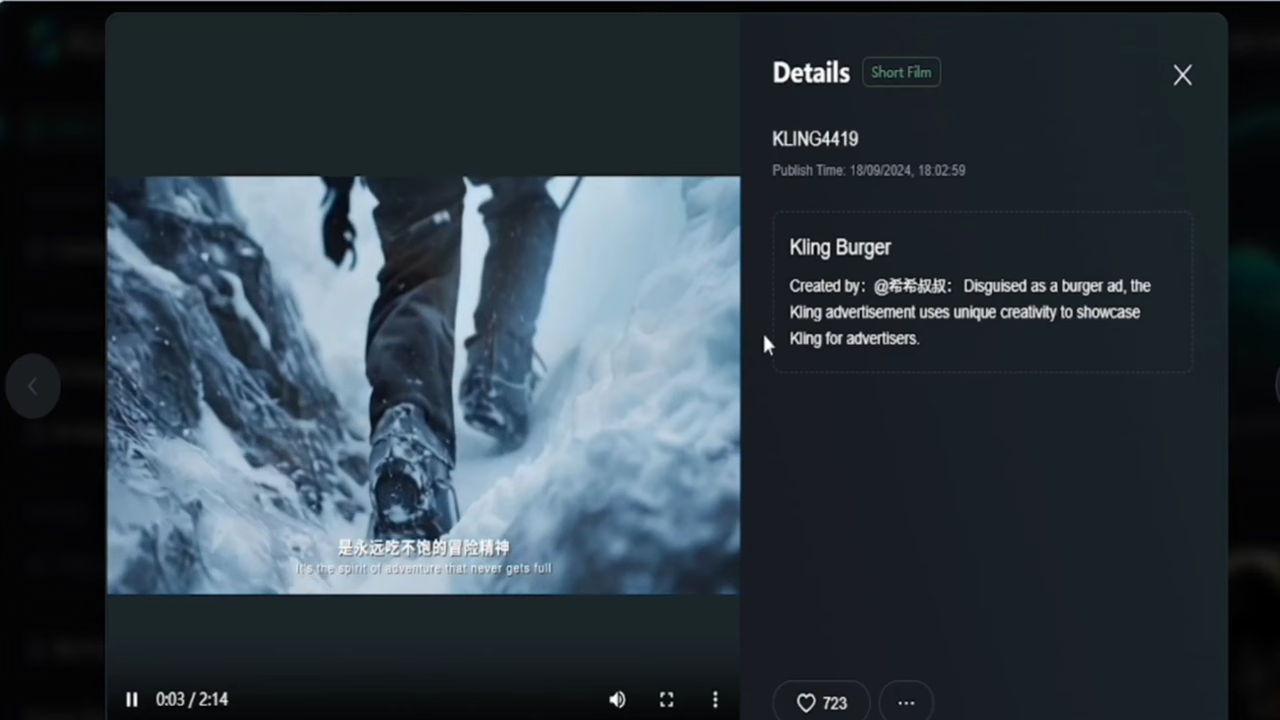 Details
Short Film
KLING4419
Publish Time: 18/09/2024, 18:02:59
Kling Burger
Created by：@希希叔叔： Disguised as a burger ad, the
Kling advertisement uses unique creativity to showcase
Kling for advertisers.
是永远吃不饱的冒险精神
It's the spirit of adventure that never gets full
0:03 / 2:14
723